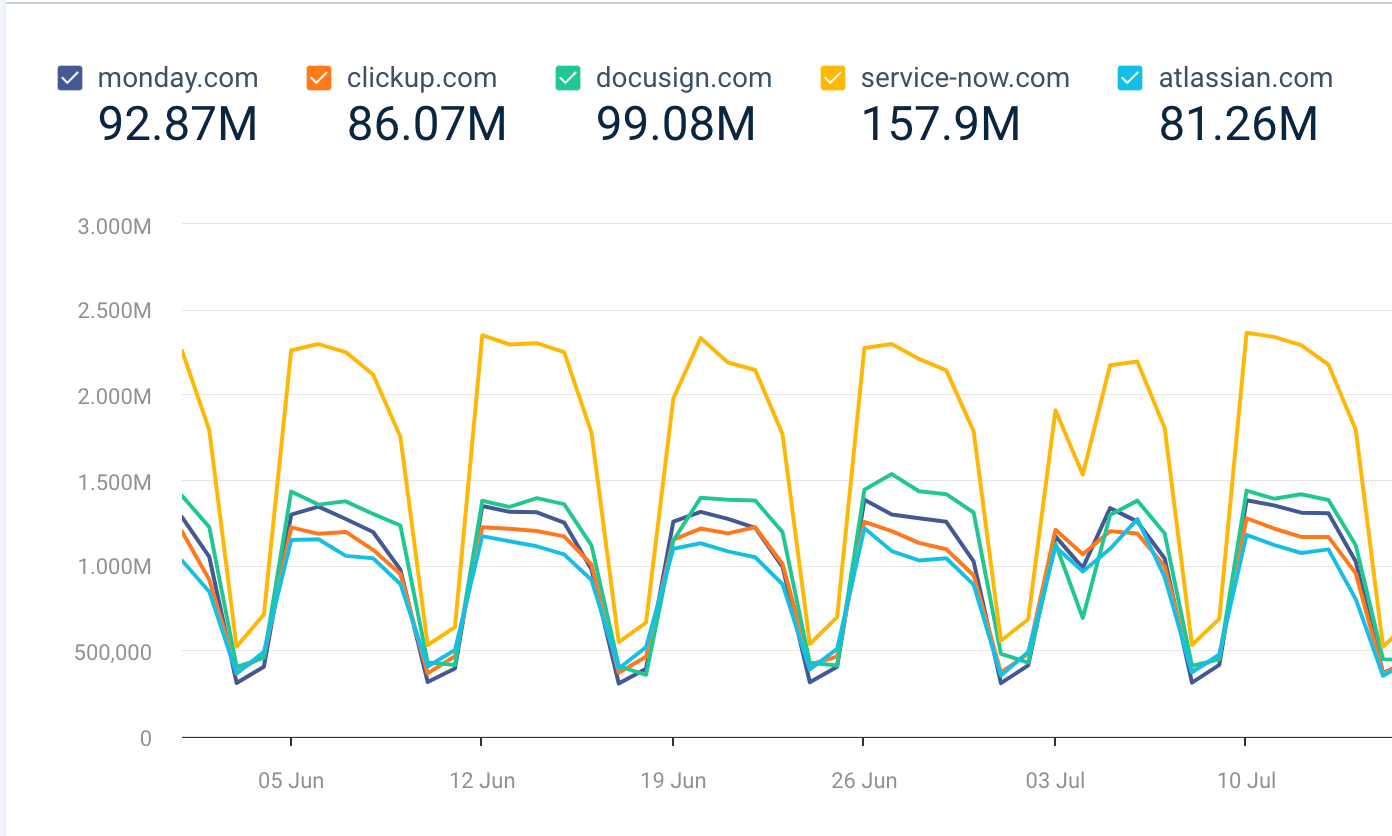 monday.com clickup.com docusign.com service-now.com atlassian.com
92.87M 86.07M 99.08M 157.9M 81.26M
3.000M
2.500M
2.000M
1.500M
1.000M
500,000
0
05 Jun 12 Jun 19 Jun 26 Jun 03 Jul 10 Jul